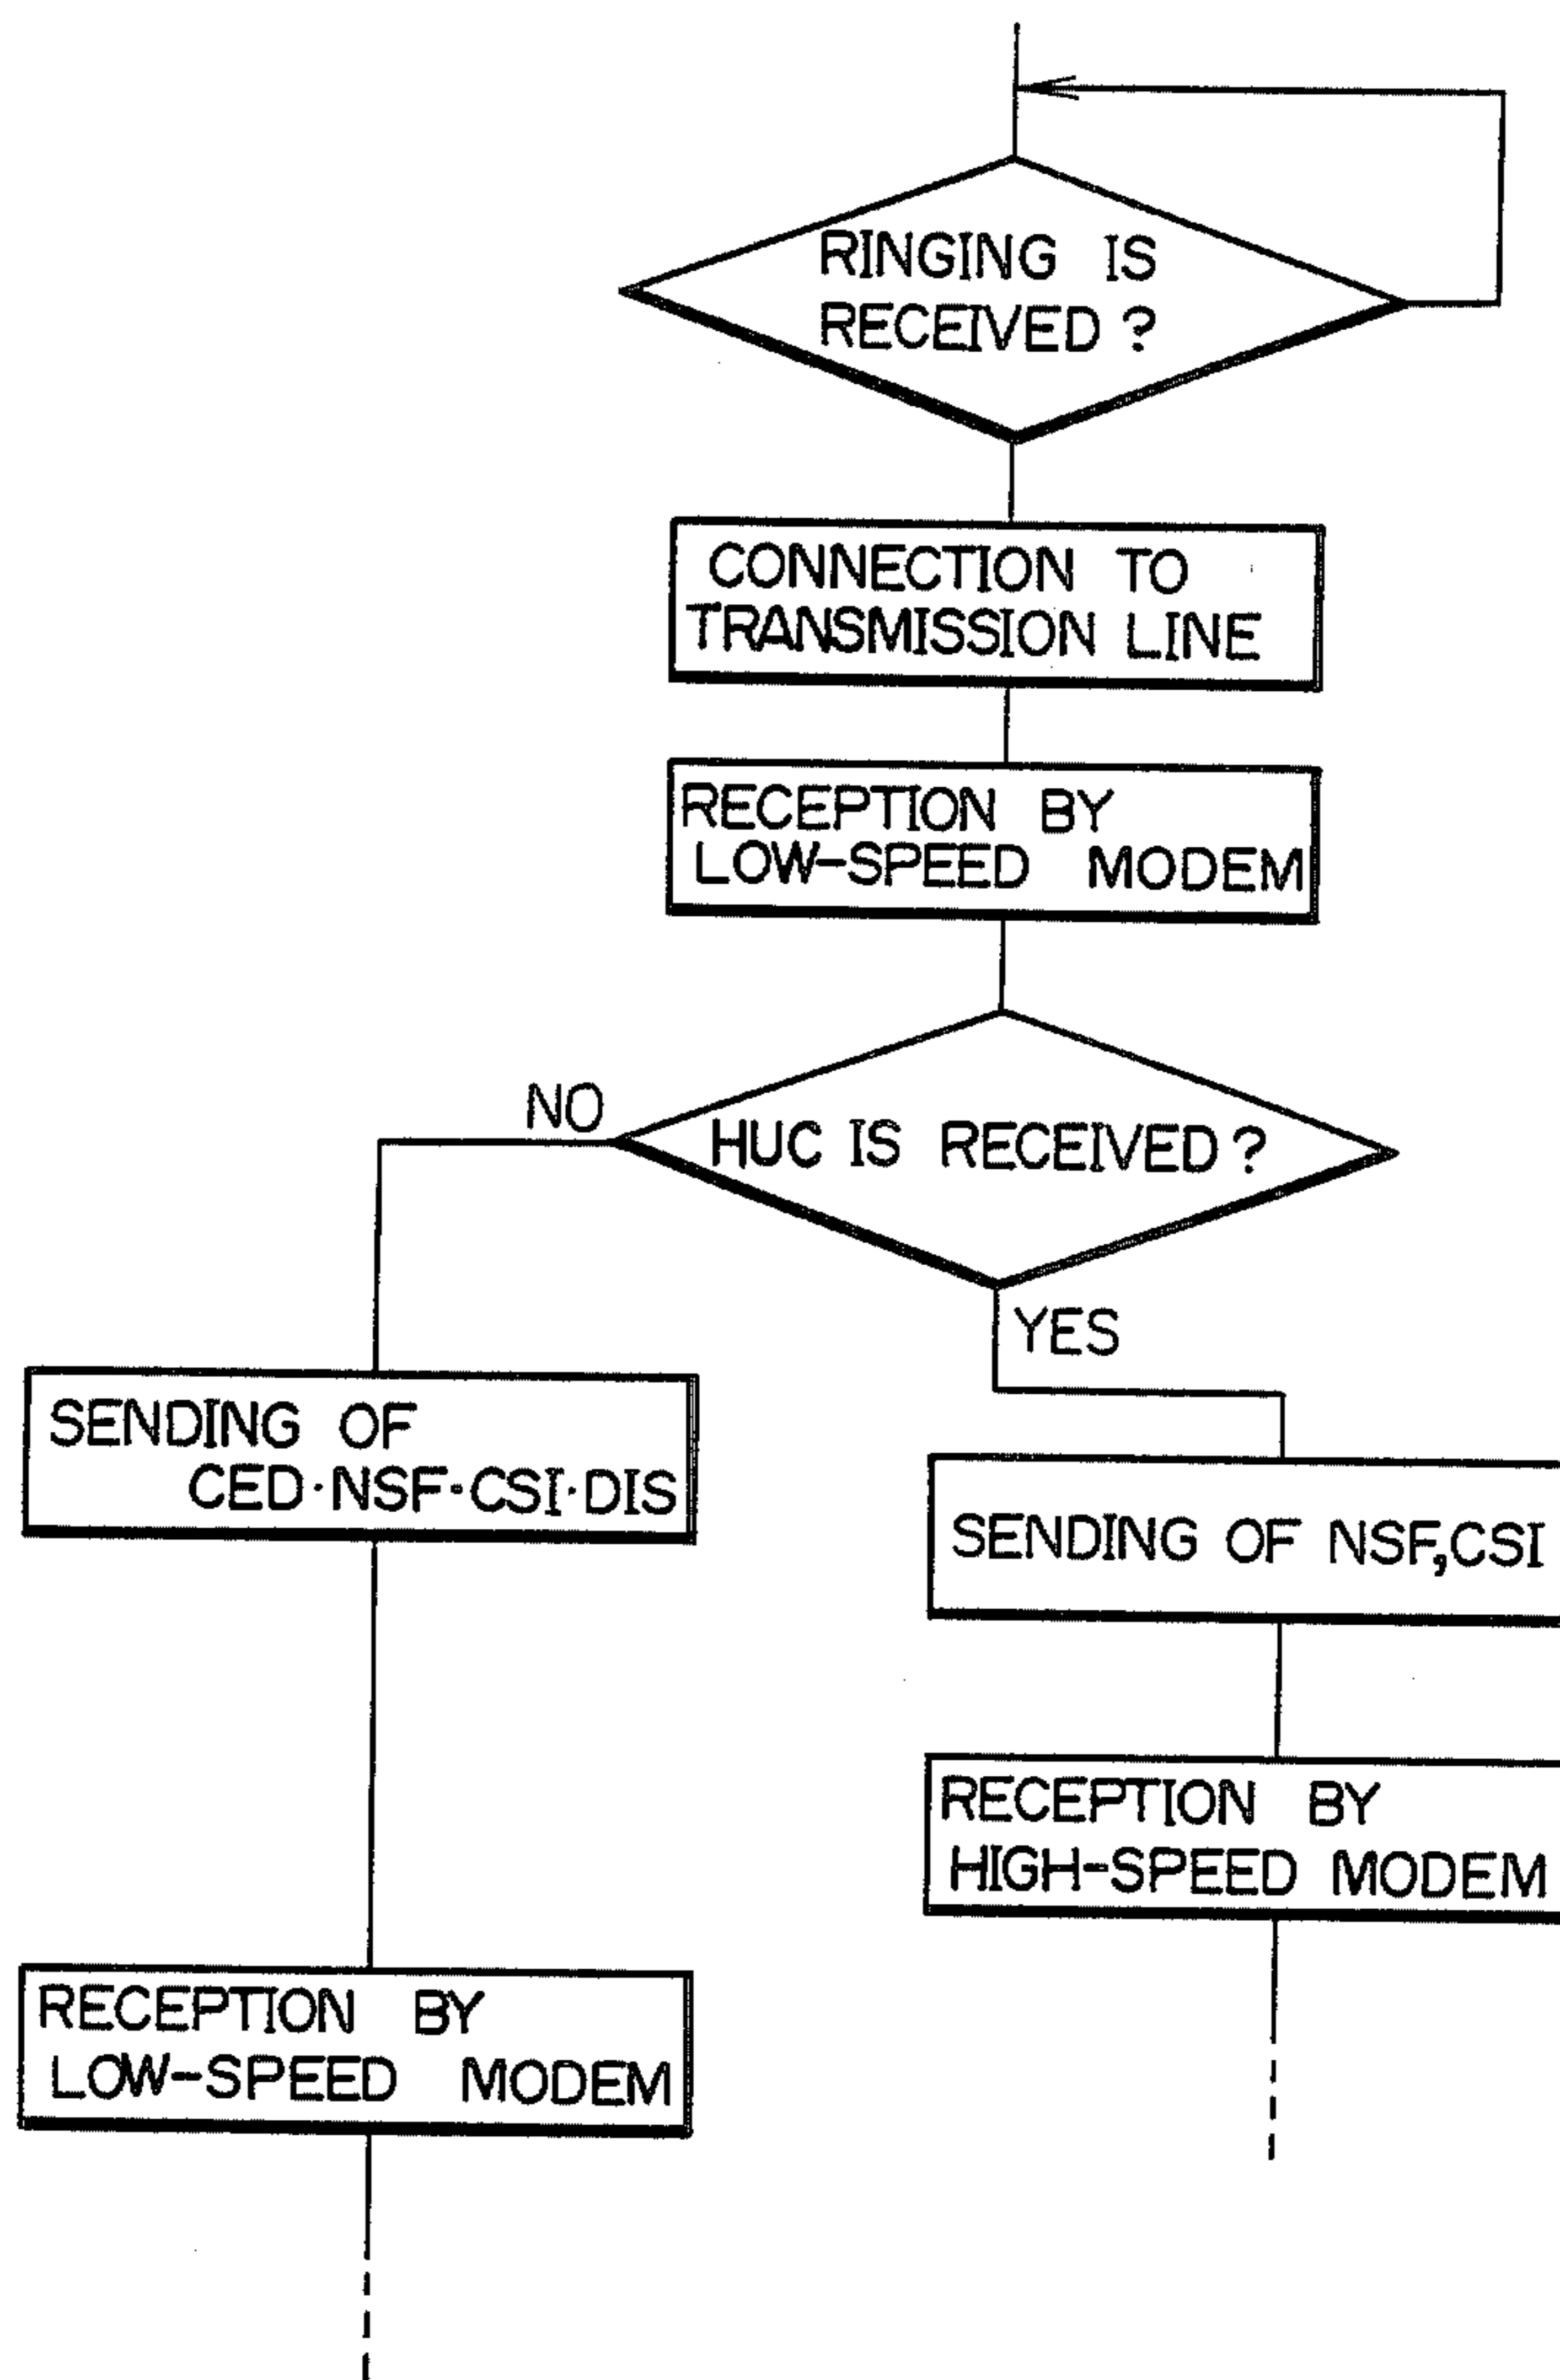 RINGING IS
RECEIVED?
CONNECTION TO
TRANSMISSION LINE
RECEPTION BY
LOW-SPEED MODEM
HUC IS RECEIVED?
NO
YES
SENDING OF
CED·NSF·CSI·DIS
SENDING OF NSF,CSI
RECEPTION BY
HIGH-SPEED MODEM
RECEPTION BY
LOW-SPEED MODEM